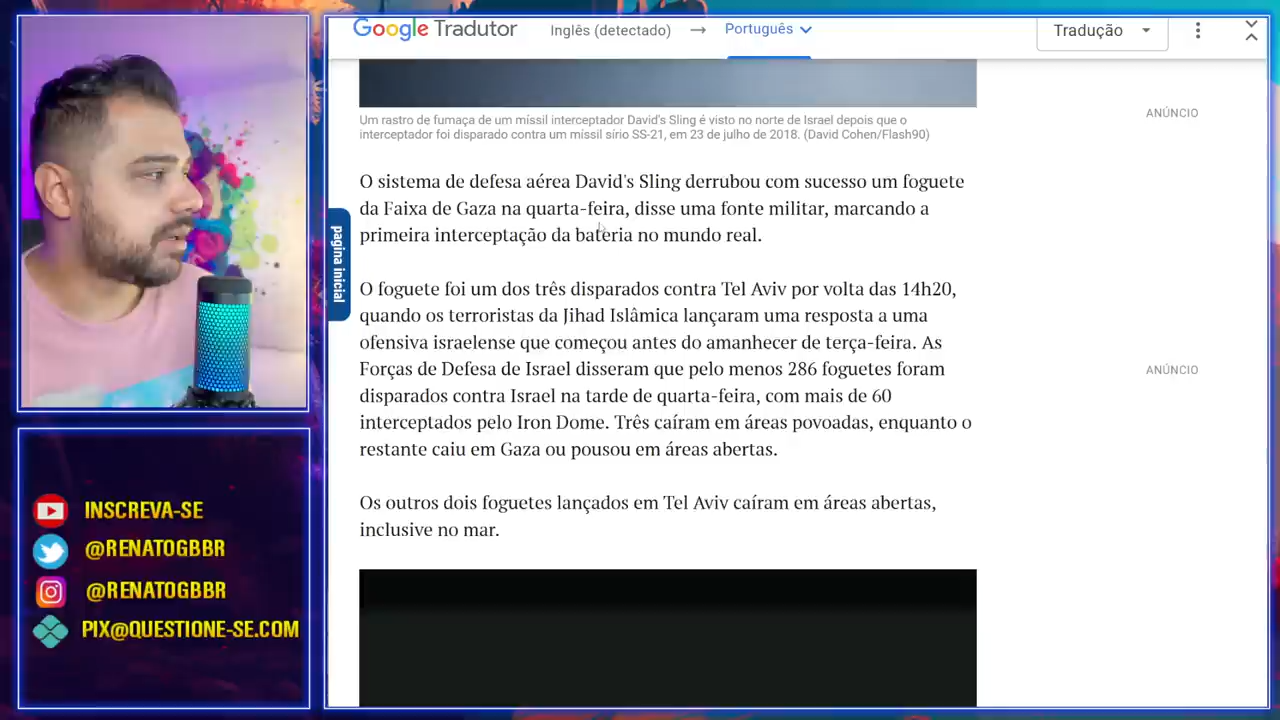 Google Tradutor
Inglês (detectado)
Português
Tradução
Um rastro de fumaça de um míssil interceptador David's Sling é visto no norte de Israel depois que o
interceptador foi disparado contra um míssil sírio SS-21, em 23 de julho de 2018. (David Cohen/Flash90)
ANÚNCIO
O sistema de defesa aérea David's Sling derrubou com sucesso um foguete
da Faixa de Gaza na quarta-feira, disse uma fonte militar, marcando a
primeira interceptação da bateria no mundo real.
pagina inicial
O foguete foi um dos três disparados contra Tel Aviv por volta das 14h20,
quando os terroristas da Jihad Islâmica lançaram uma resposta a uma
ofensiva israelense que começou antes do amanhecer de terça-feira. As
Forças de Defesa de Israel disseram que pelo menos 286 foguetes foram
disparados contra Israel na tarde de quarta-feira, com mais de 60
interceptados pelo Iron Dome. Três caíram em áreas povoadas, enquanto o
restante caiu em Gaza ou pousou em áreas abertas.
ANÚNCIO
Os outros dois foguetes lançados em Tel Aviv caíram em áreas abertas,
inclusive no mar.
INSCREVA-SE
@RENATOGBBR
@RENATOGBBR
PIX@QUESTIONE-SE.COM